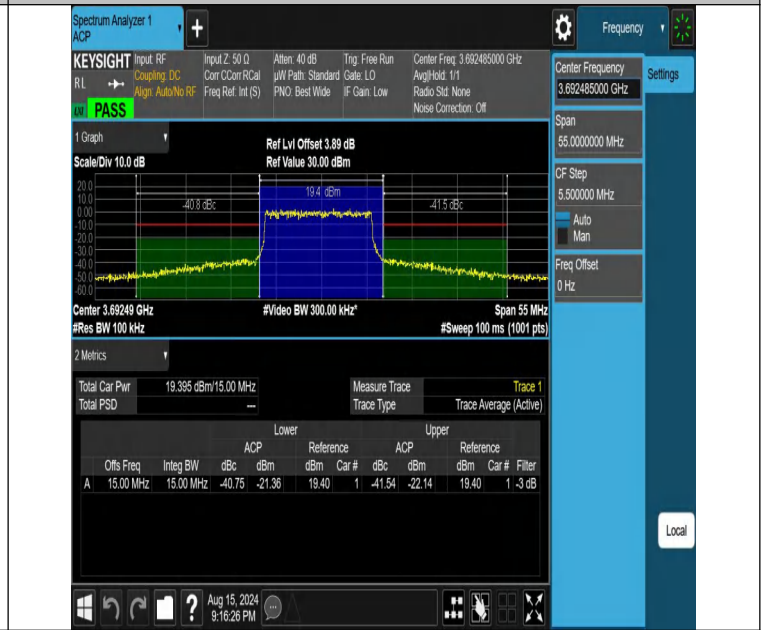 Spectrum Analyzer 1
ACP
+
Frequency
KEYSIGHT Input: RF Input Z: 50 Ω Atten: 40 dB Trig: Free Run Center Freq: 3.692485000 GHz
RL Coupling: DC Corr CCorr RCal µW Path: Standard Gate: LO Avg|Hold: 1/1
Align: Auto/No RF Freq Ref: Int (S) PNO: Best Wide IF Gain: Low Radio Std: None
PASS Noise Correction: Off
Center Frequency
3.692485000 GHz
Settings
Span
55.0000000 MHz
CF Step
5.500000 MHz
Auto
Man
Freq Offset
0 Hz
1 Graph
Ref Lvl Offset 3.89 dB
Scale/Div 10.0 dB Ref Value 30.00 dBm
20.0
10.0
0.00
-10.0
-20.0
-30.0
-40.0
-50.0
-60.0
-40.8 dBc 19.4 dBm -41.5 dBc
Center 3.69249 GHz #Video BW 300.00 kHz* Span 55 MHz
#Res BW 100 kHz #Sweep 100 ms (1001 pts)
2 Metrics
Total Car Pwr 19.395 dBm/15.00 MHz Measure Trace Trace 1
Total PSD --- Trace Type Trace Average (Active)
Lower Upper
ACP Reference ACP Reference
Offs Freq Integ BW dBc dBm dBm Car # dBc dBm dBm Car # Filter
A 15.00 MHz 15.00 MHz -40.75 -21.36 19.40 1 -41.54 -22.14 19.40 1 -3 dB
Local
? Aug 15, 2024
9:16:26 PM